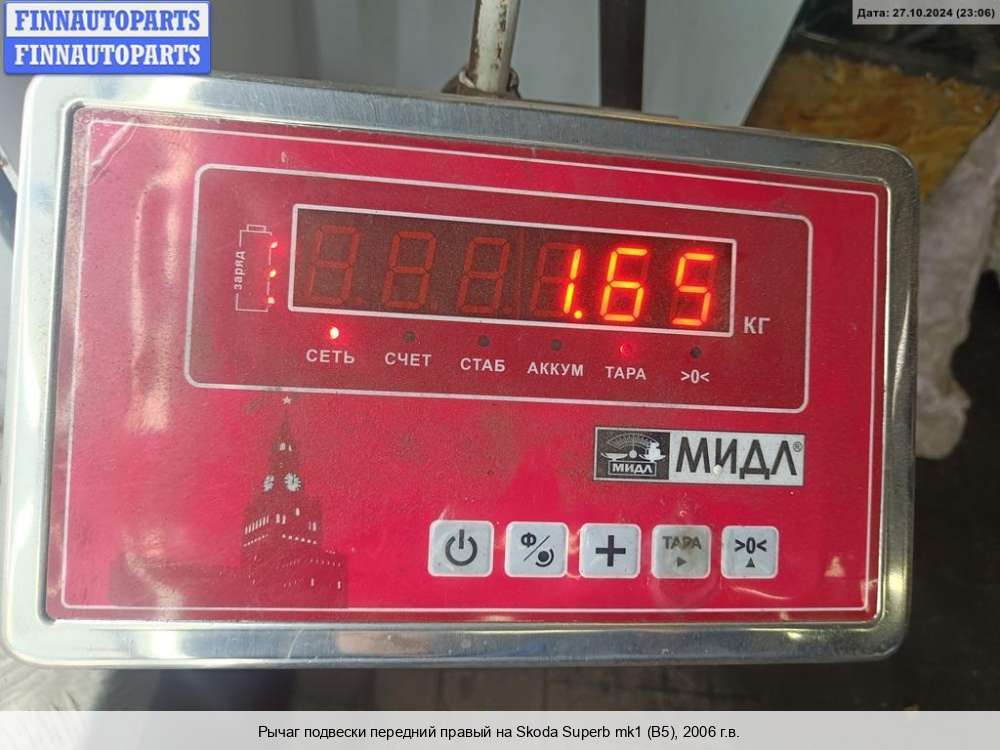 FINNAUTOPARTS
FINNAUTOPARTS
Дата: 27.10.2024 (23:06)
заряд
1.65
КГ
СЕТЬ СЧЕТ СТАБ АККУМ ТАРА >0<
МИДЛ МИДЛ®
Ф ТАРА >0<
Рычаг подвески передний правый на Skoda Superb mk1 (B5), 2006 г.в.